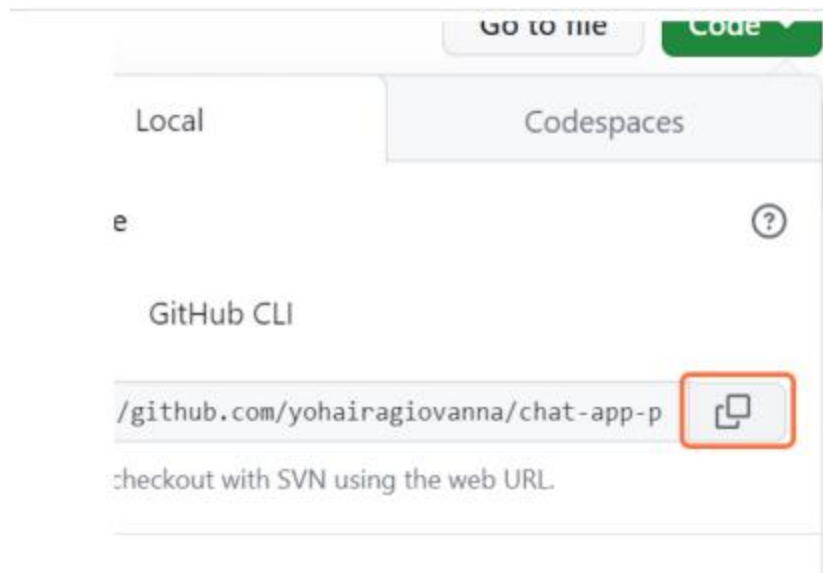 Go to file Code
Local Codespaces
e
GitHub CLI
/github.com/yohairagiovanna/chat-app-p
checkout with SVN using the web URL.